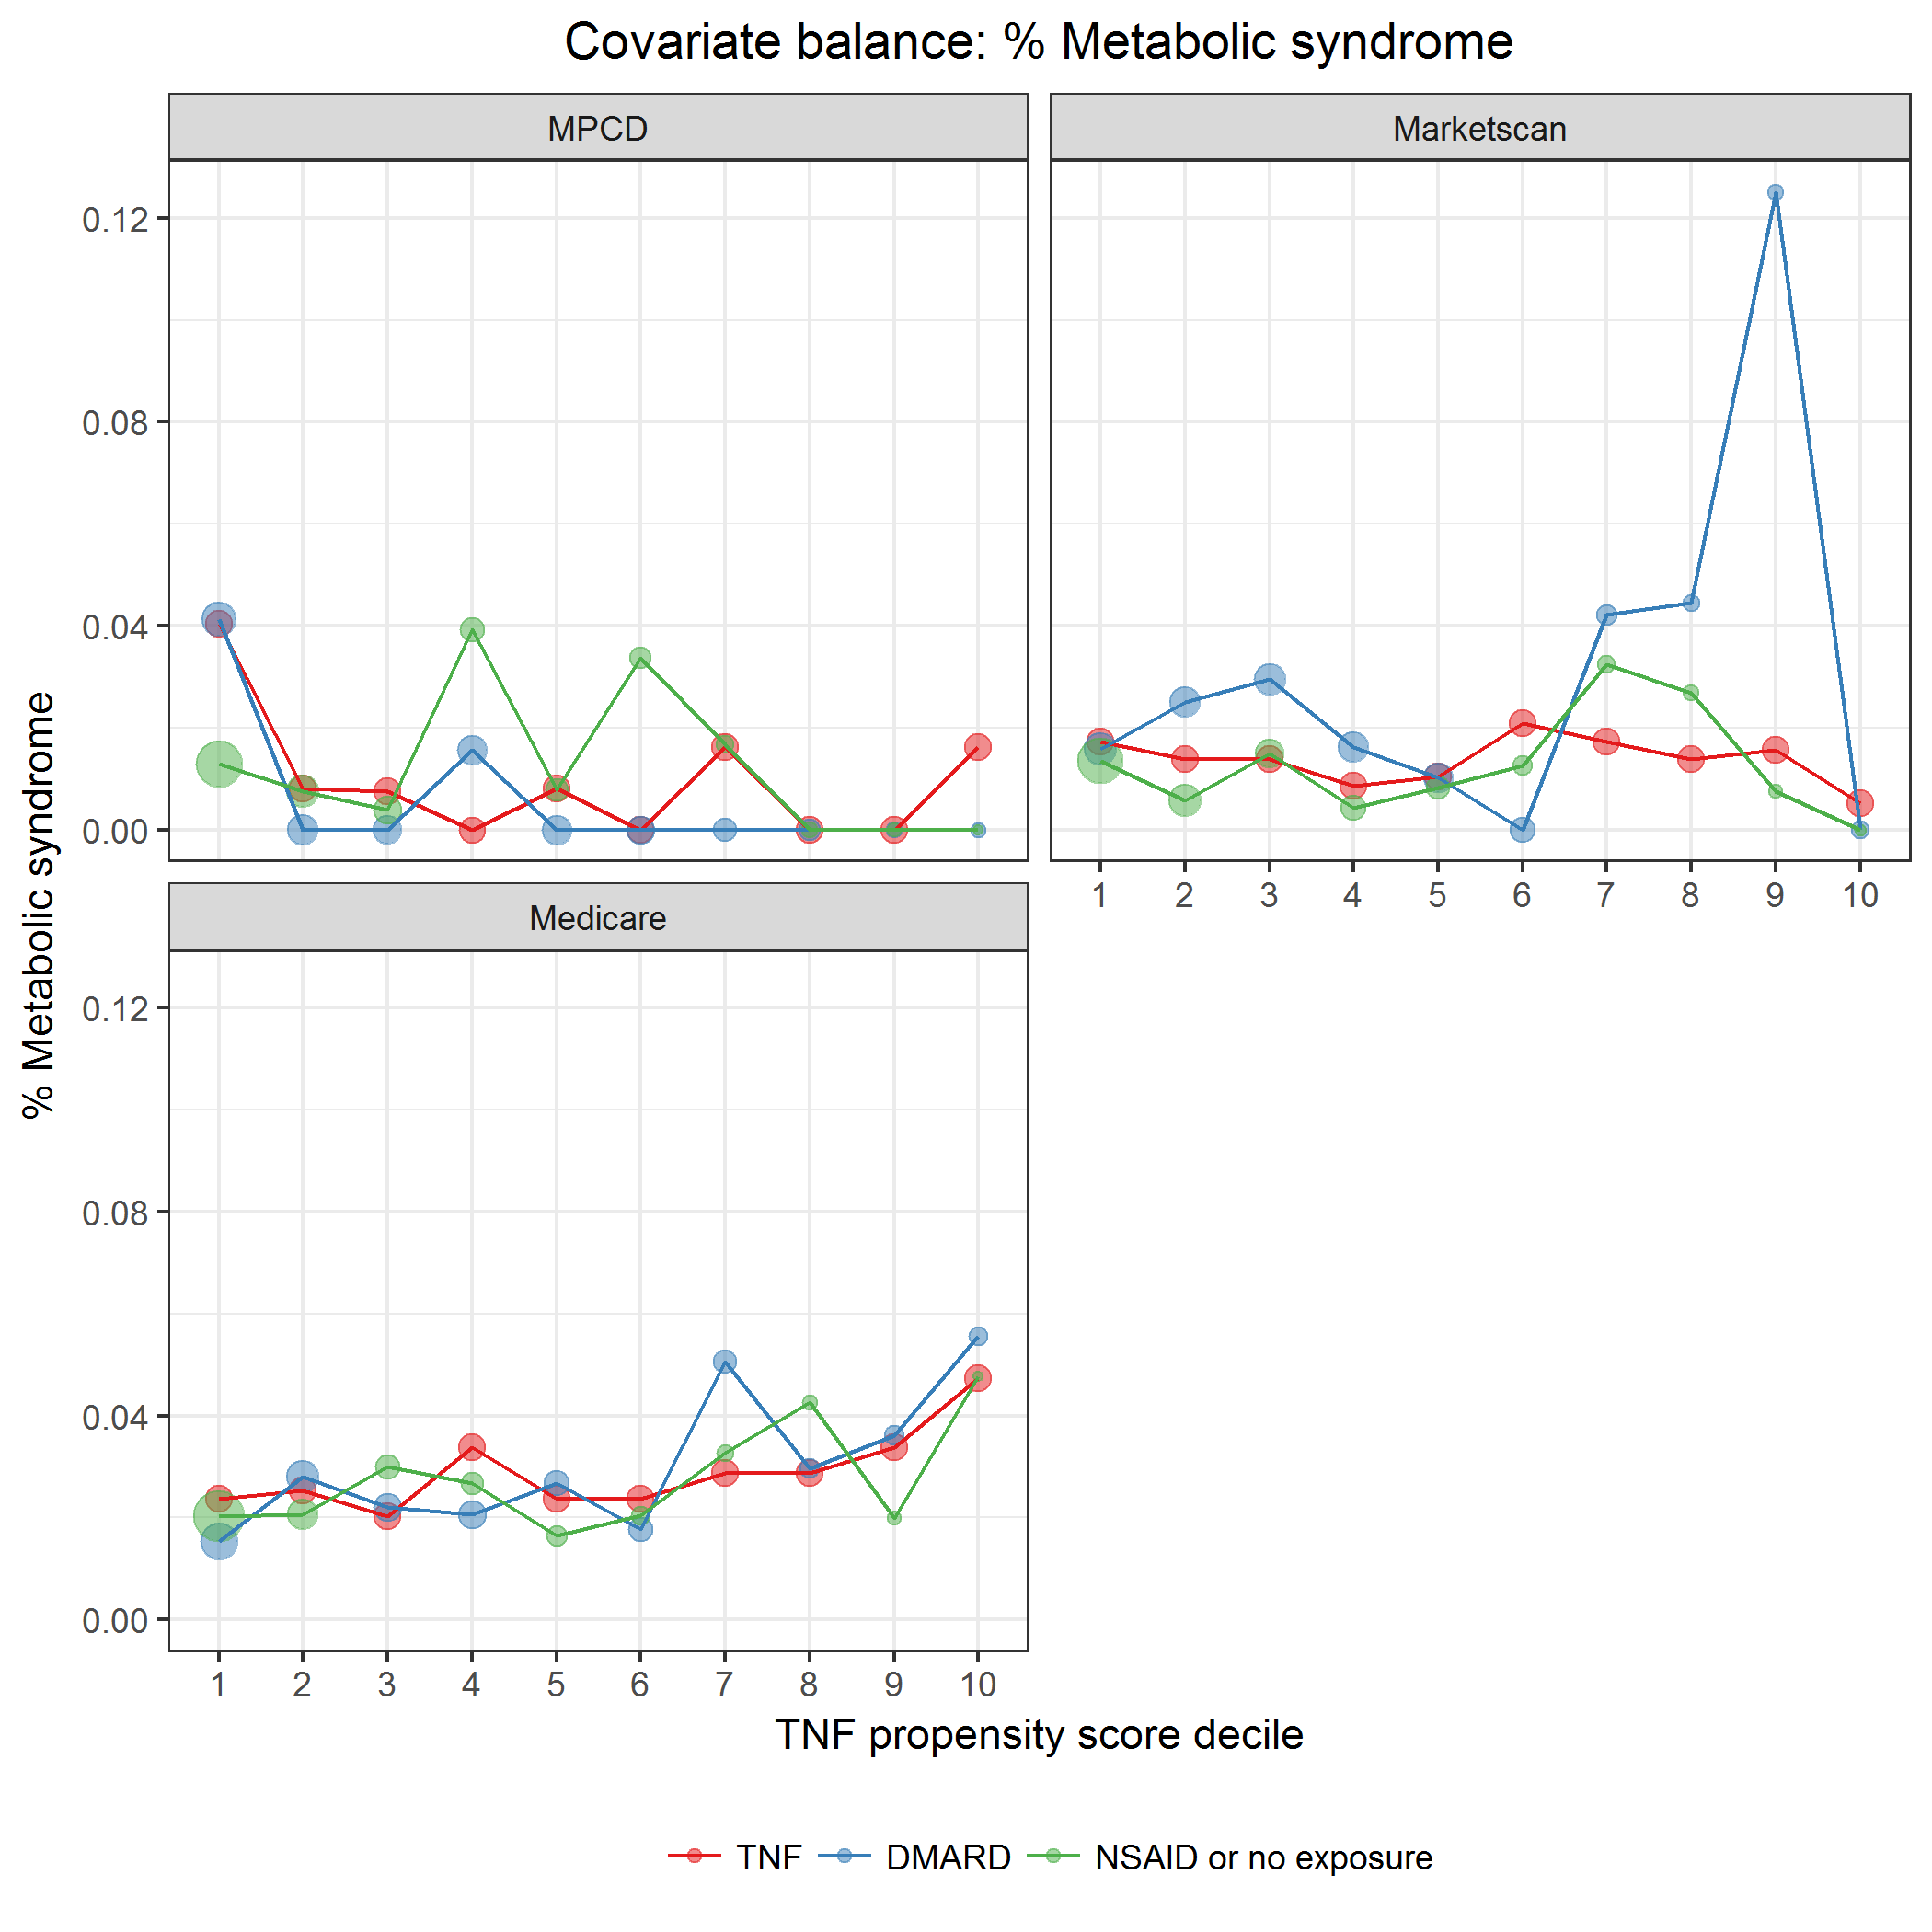 Covariate balance: % Metabolic syndrome
MPCD
Marketscan
0.12
0.08
0.04
0.00
1 2 3 4 5 6 7 8 9 10
Medicare
0.12
0.08
0.04
0.00
1 2 3 4 5 6 7 8 9 10
% Metabolic syndrome
TNF propensity score decile
TNF DMARD NSAID or no exposure